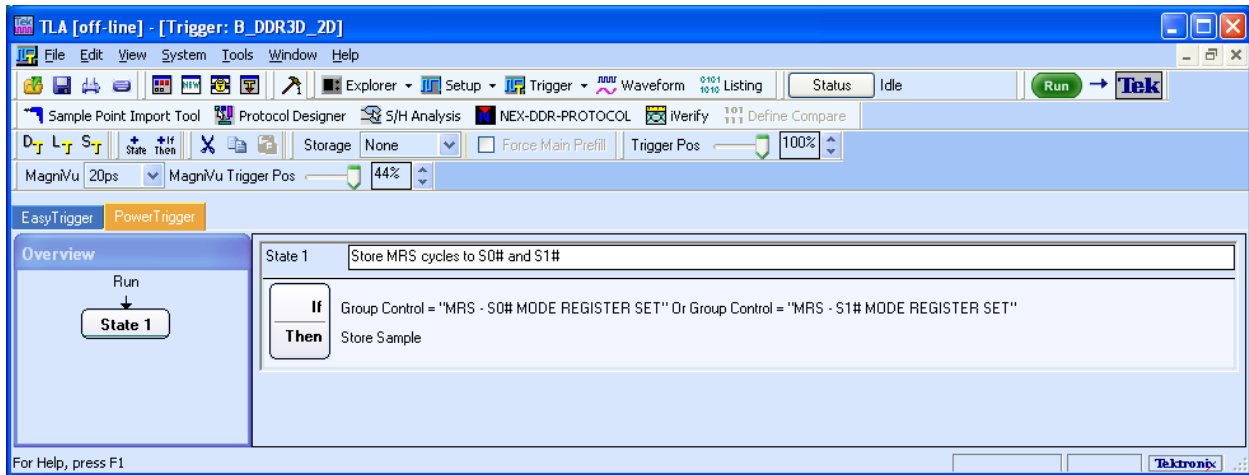 TLA [off-line] - [Trigger: B_DDR3D_2D]
File Edit View System Tools Window Help
Explorer Setup Trigger Waveform Listing Status Idle Run Tek
Sample Point Import Tool Protocol Designer S/H Analysis NEX-DDR-PROTOCOL iVerify Define Compare
D L S +State +If Then Storage None Force Main Prefill Trigger Pos 100%
MagniVu 20ps MagniVu Trigger Pos 44%
EasyTrigger PowerTrigger
Overview
Run
State 1
State 1 Store MRS cycles to S0# and S1#
If Group Control = "MRS - S0# MODE REGISTER SET" Or Group Control = "MRS - S1# MODE REGISTER SET"
Then Store Sample
For Help, press F1 Tektronix